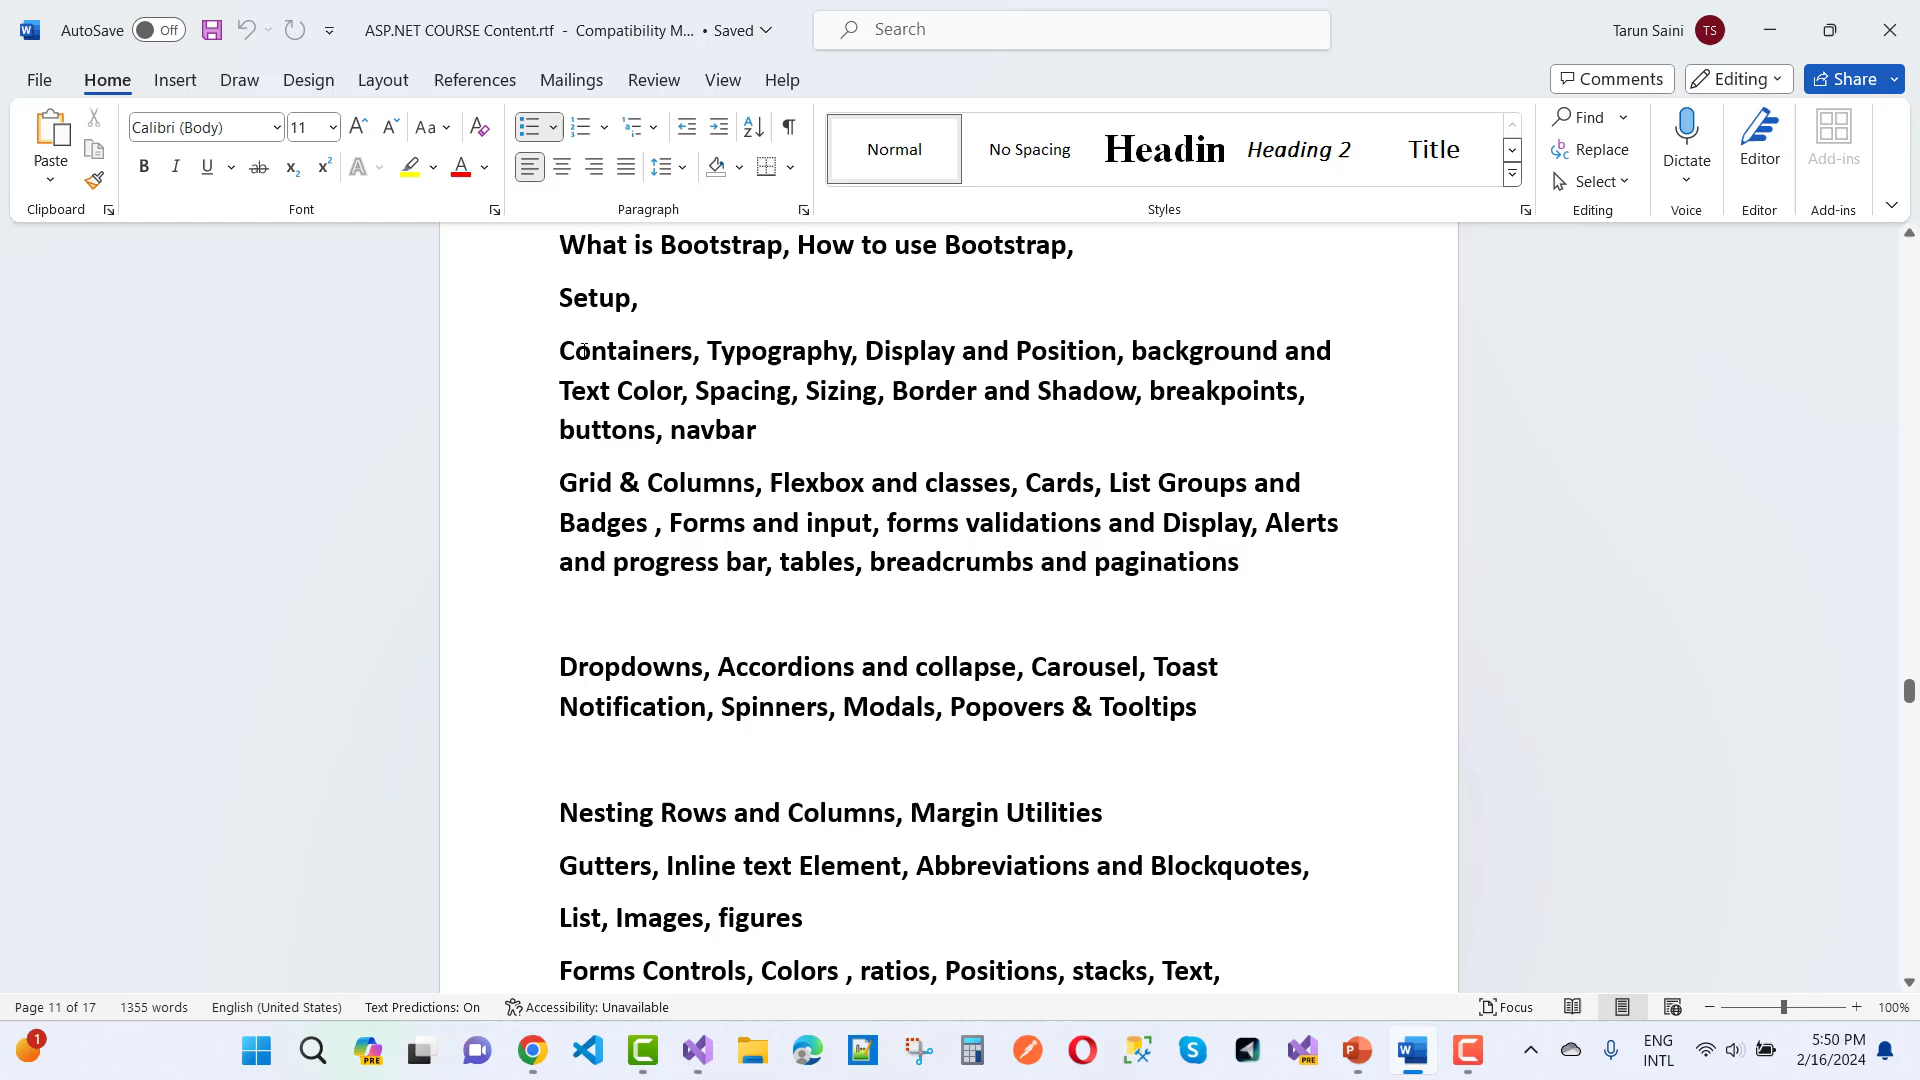 AutoSave Off ASP.NET COURSE Content.rtf - Compatibility M... • Saved Search Tarun Saini TS
File Home Insert Draw Design Layout References Mailings Review View Help Comments Editing Share
Paste Calibri (Body) 11 Aa Normal No Spacing Headin Heading 2 Title Find Replace Select Dictate Editor Add-ins
Clipboard Font Paragraph Styles Editing Voice Editor Add-ins
What is Bootstrap, How to use Bootstrap,
Setup,
Containers, Typography, Display and Position, background and
Text Color, Spacing, Sizing, Border and Shadow, breakpoints,
buttons, navbar
Grid & Columns, Flexbox and classes, Cards, List Groups and
Badges , Forms and input, forms validations and Display, Alerts
and progress bar, tables, breadcrumbs and paginations
Dropdowns, Accordions and collapse, Carousel, Toast
Notification, Spinners, Modals, Popovers & Tooltips
Nesting Rows and Columns, Margin Utilities
Gutters, Inline text Element, Abbreviations and Blockquotes,
List, Images, figures
Forms Controls, Colors , ratios, Positions, stacks, Text,
Page 11 of 17 1355 words English (United States) Text Predictions: On Accessibility: Unavailable Focus 100%
1 PRE PRE ENG 5:50 PM
INTL 2/16/2024